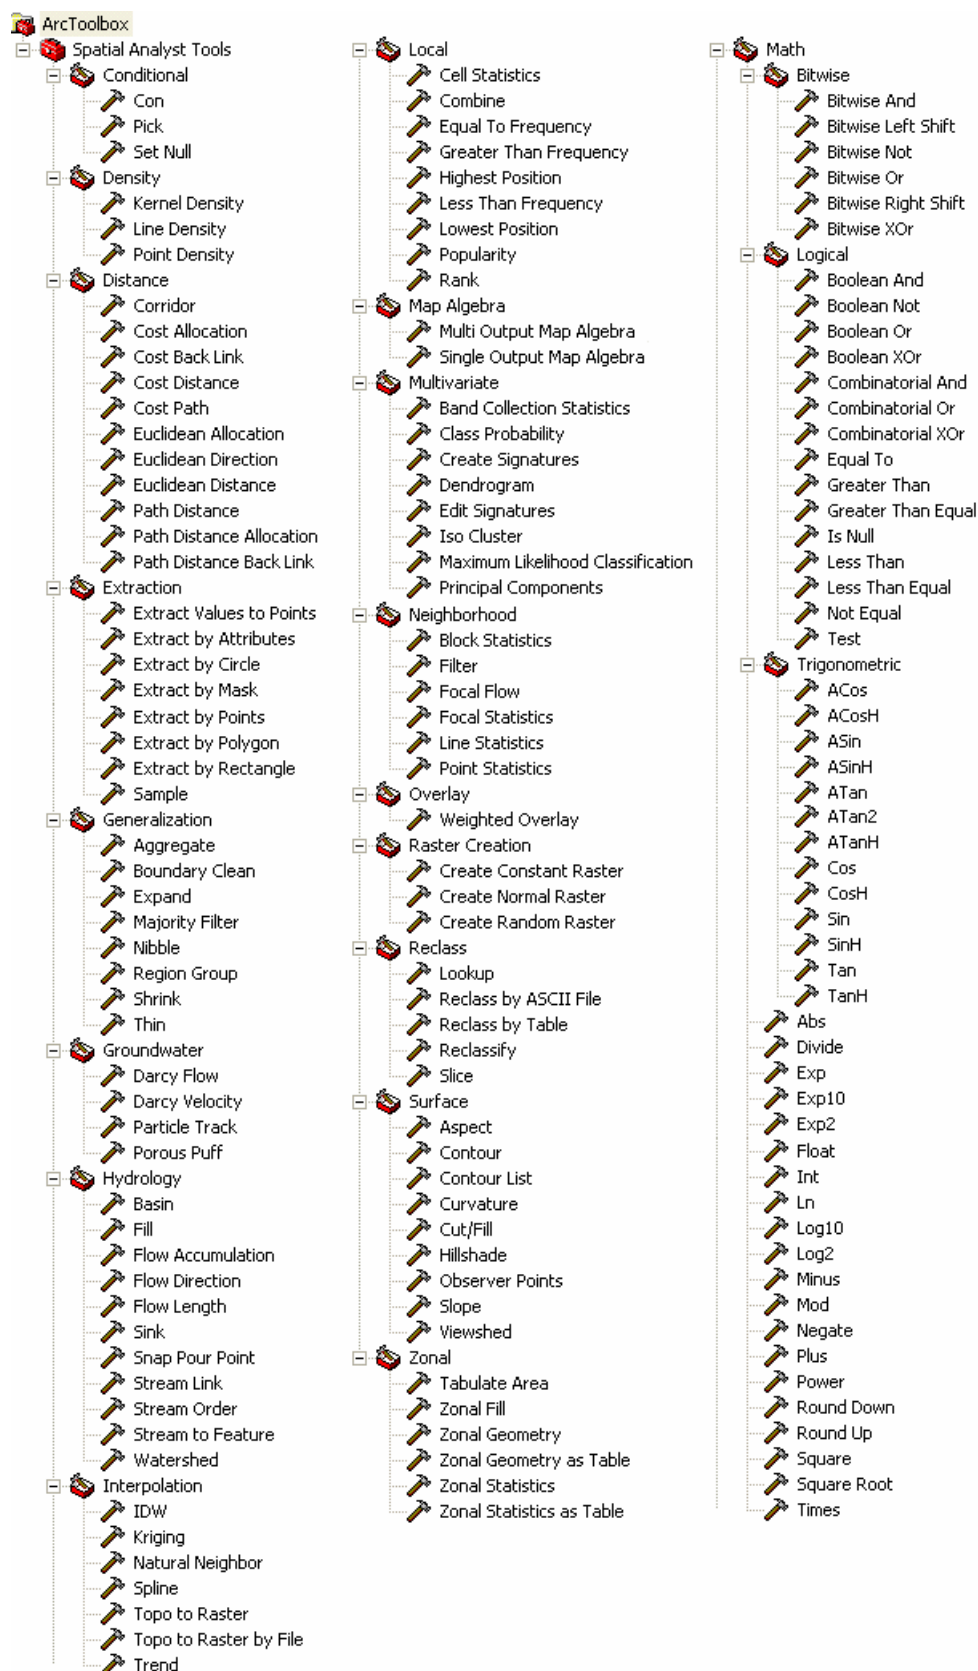 ArcToolbox
Spatial Analyst Tools
Conditional
Con
Pick
Set Null
Density
Kernel Density
Line Density
Point Density
Distance
Corridor
Cost Allocation
Cost Back Link
Cost Distance
Cost Path
Euclidean Allocation
Euclidean Direction
Euclidean Distance
Path Distance
Path Distance Allocation
Path Distance Back Link
Extraction
Extract Values to Points
Extract by Attributes
Extract by Circle
Extract by Mask
Extract by Points
Extract by Polygon
Extract by Rectangle
Sample
Generalization
Aggregate
Boundary Clean
Expand
Majority Filter
Nibble
Region Group
Shrink
Thin
Groundwater
Darcy Flow
Darcy Velocity
Particle Track
Porous Puff
Hydrology
Basin
Fill
Flow Accumulation
Flow Direction
Flow Length
Sink
Snap Pour Point
Stream Link
Stream Order
Stream to Feature
Watershed
Interpolation
IDW
Kriging
Natural Neighbor
Spline
Topo to Raster
Topo to Raster by File
Trend
Local
Cell Statistics
Combine
Equal To Frequency
Greater Than Frequency
Highest Position
Less Than Frequency
Lowest Position
Popularity
Rank
Map Algebra
Multi Output Map Algebra
Single Output Map Algebra
Multivariate
Band Collection Statistics
Class Probability
Create Signatures
Dendrogram
Edit Signatures
Iso Cluster
Maximum Likelihood Classification
Principal Components
Neighborhood
Block Statistics
Filter
Focal Flow
Focal Statistics
Line Statistics
Point Statistics
Overlay
Weighted Overlay
Raster Creation
Create Constant Raster
Create Normal Raster
Create Random Raster
Reclass
Lookup
Reclass by ASCII File
Reclass by Table
Reclassify
Slice
Surface
Aspect
Contour
Contour List
Curvature
Cut/Fill
Hillshade
Observer Points
Slope
Viewshed
Zonal
Tabulate Area
Zonal Fill
Zonal Geometry
Zonal Geometry as Table
Zonal Statistics
Zonal Statistics as Table
Math
Bitwise
Bitwise And
Bitwise Left Shift
Bitwise Not
Bitwise Or
Bitwise Right Shift
Bitwise XOr
Logical
Boolean And
Boolean Not
Boolean Or
Boolean XOr
Combinatorial And
Combinatorial Or
Combinatorial XOr
Equal To
Greater Than
Greater Than Equal
Is Null
Less Than
Less Than Equal
Not Equal
Test
Trigonometric
ACos
ACosH
ASin
ASinH
ATan
ATan2
ATanH
Cos
CosH
Sin
SinH
Tan
TanH
Abs
Divide
Exp
Exp10
Exp2
Float
Int
Ln
Log10
Log2
Minus
Mod
Negate
Plus
Power
Round Down
Round Up
Square
Square Root
Times